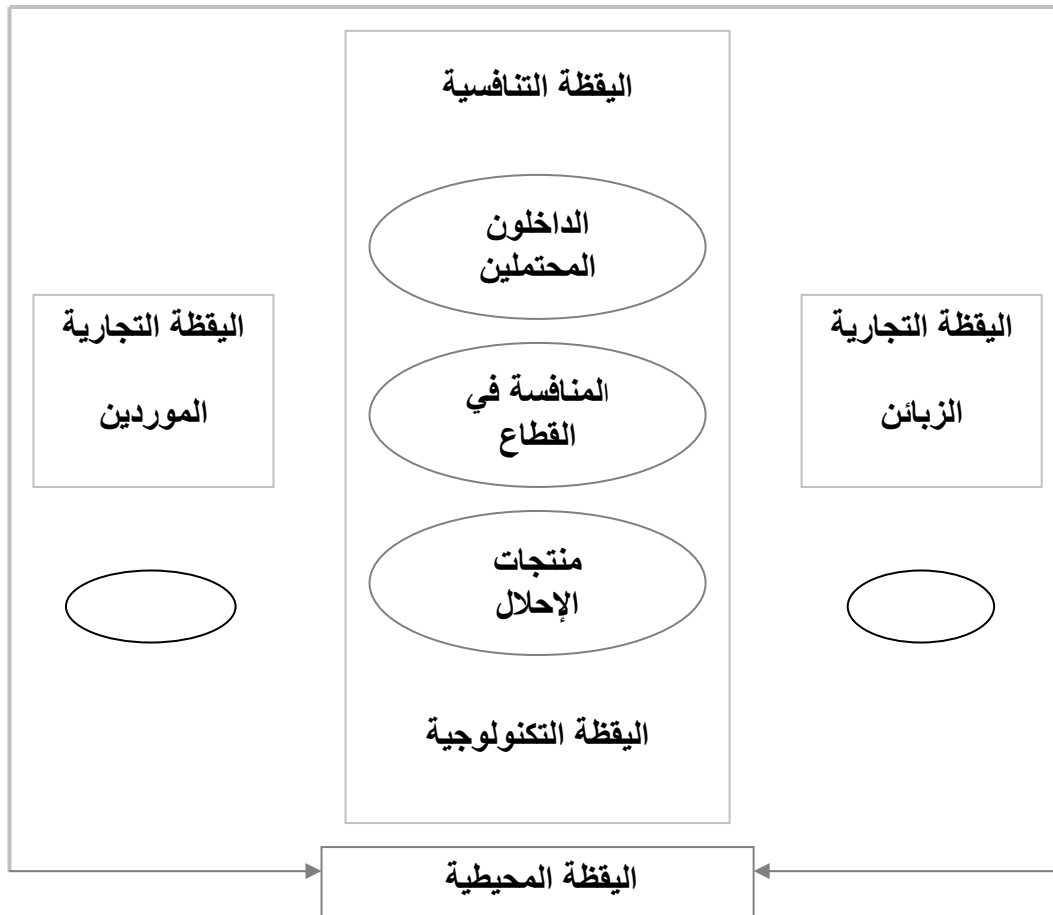 اليقظة التنافسية
الداخلون
المحتملين
اليقظة التجارية
الزبائن
المنافسة في
القطاع
اليقظة التجارية
الموردين
منتجات
الإحلال
اليقظة التكنولوجية
اليقظة المحيطية